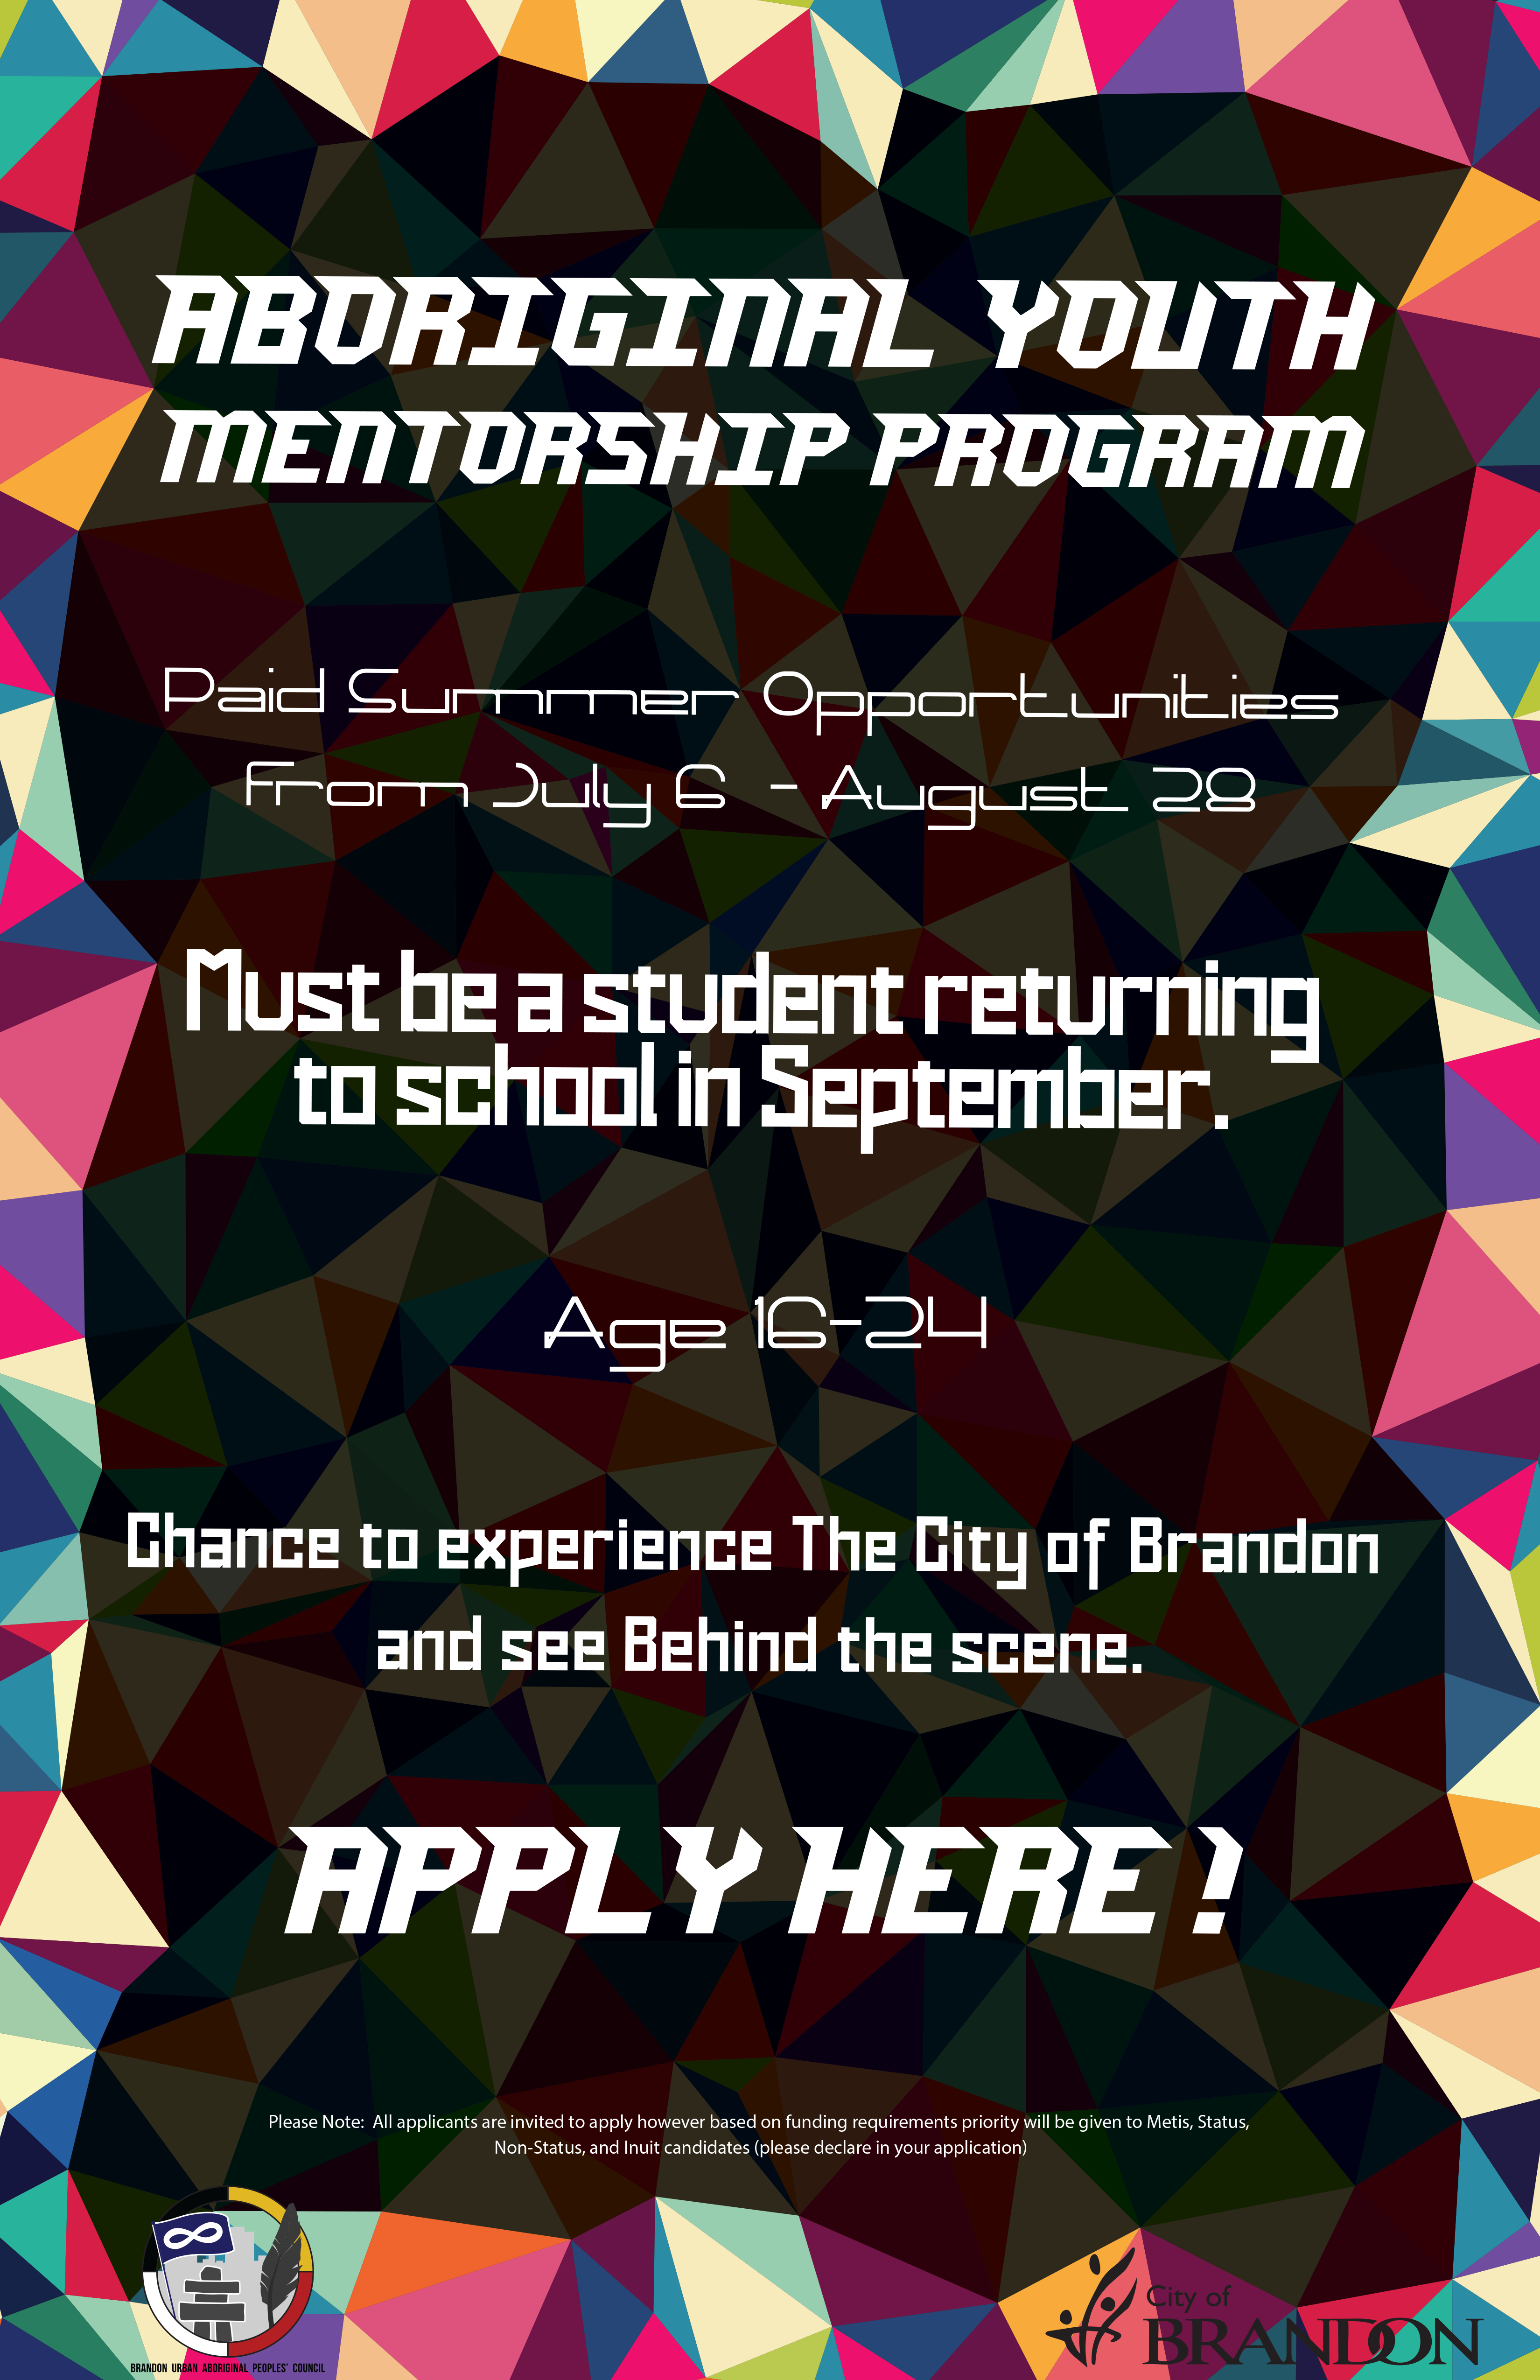 ABORIGINAL YOUTH
MENTORSHIP PROGRAM
Paid Summer Opportunities
From July 6 - August 28
Must be a student returning
to school in September.
Age 16-24
Chance to experience The City of Brandon
and see Behind the scene.
APPLY HERE!
Please Note: All applicants are invited to apply however based on funding requirements priority will be given to Metis, Status,
Non-Status, and Inuit candidates (please declare in your application)
BRANDON URBAN ABORIGINAL PEOPLES' COUNCIL
City of
BRANDON